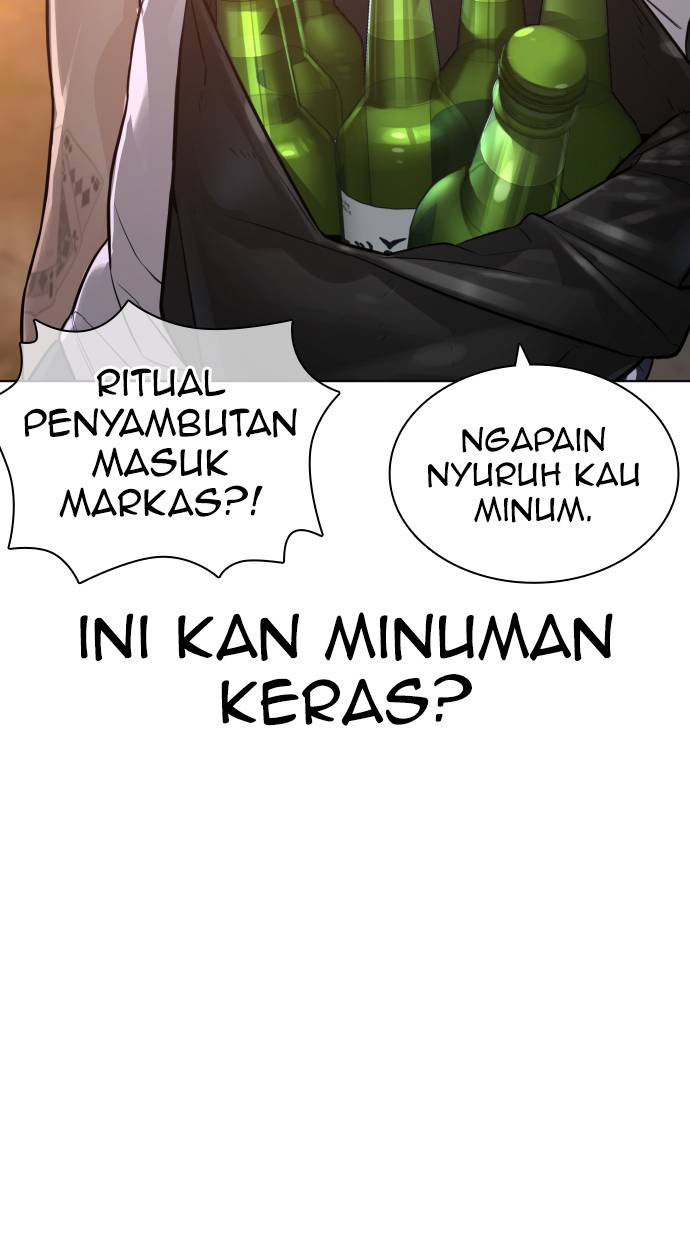 RITUAL
PENYAMBUTAN
MASUK
MARKAS?!
NGAPAIN
NYURUH KAU
MINUM.
INI KAN MINUMAN
KERAS?